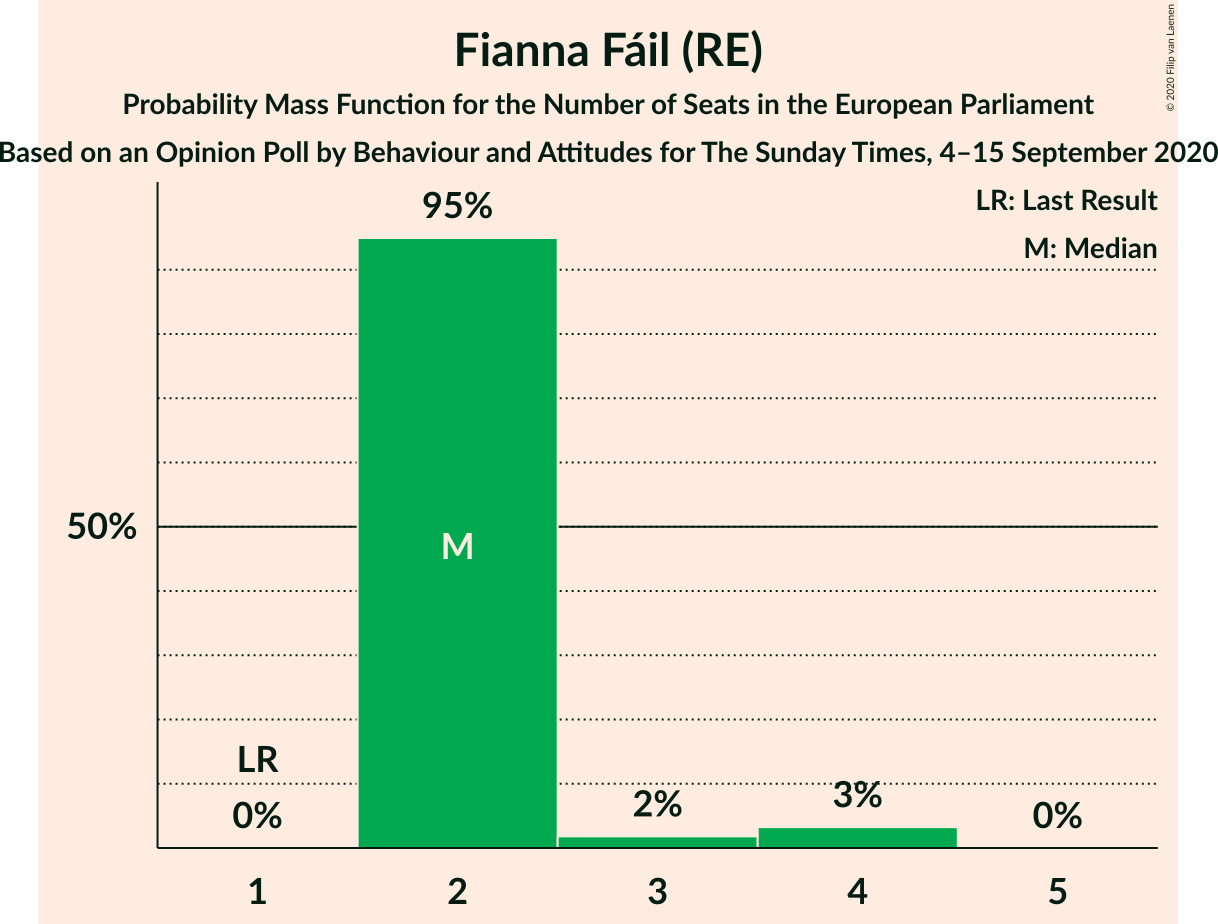 Fianna Fáil (RE)
Probability Mass Function for the Number of Seats in the European Parliament
Based on an Opinion Poll by Behaviour and Attitudes for The Sunday Times, 4–15 September 2020
© 2020 Filip van Laenen
LR: Last Result
M: Median
95%
50%
M
LR
0%
2%
3%
0%
1
2
3
4
5